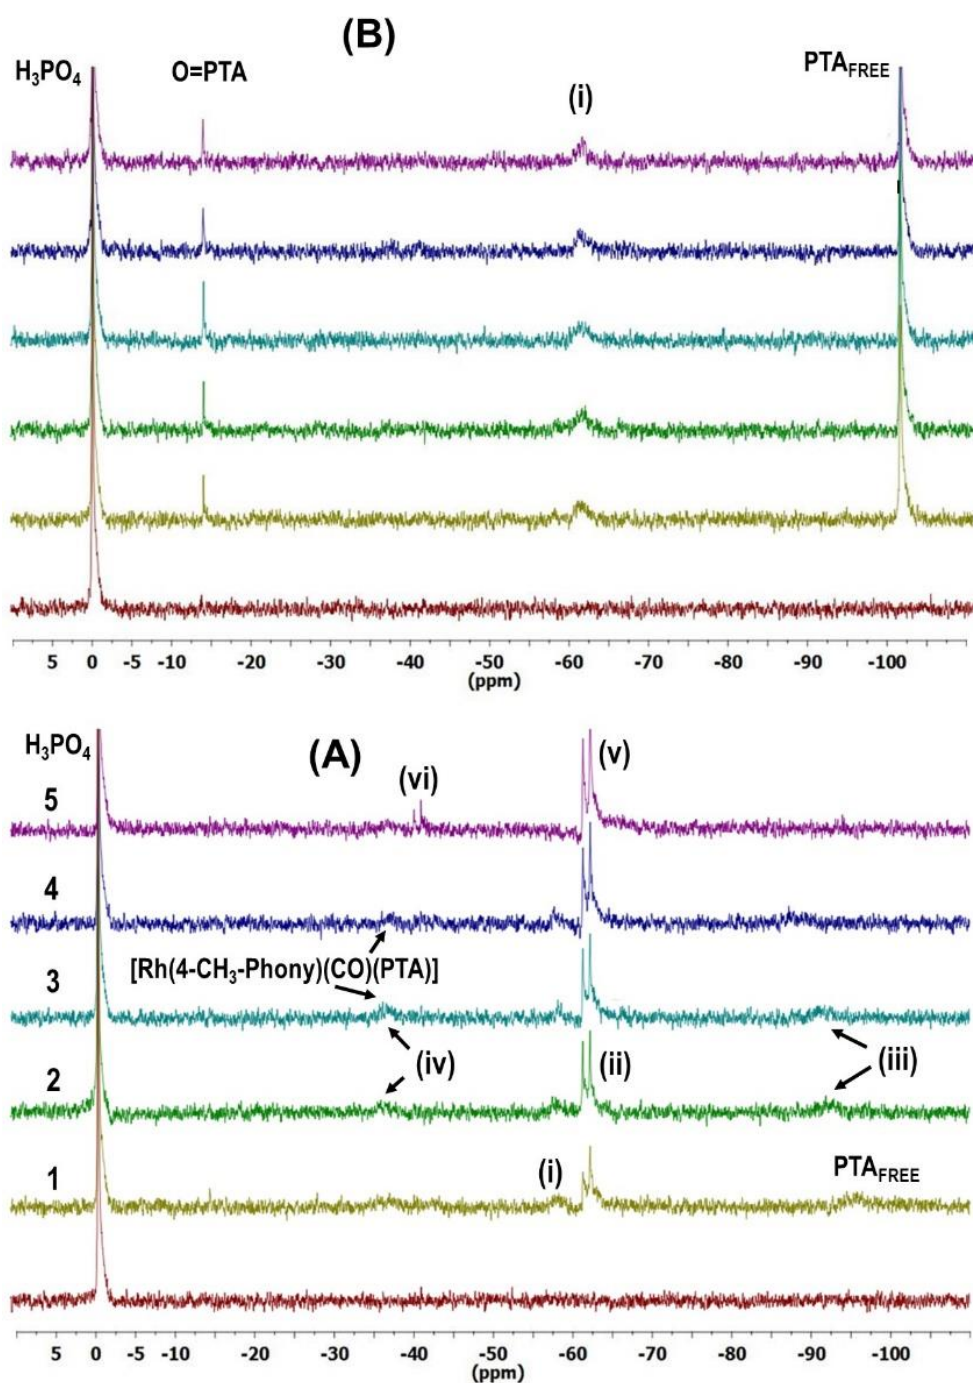 (B)
H₃PO₄
O=PTA
(i)
PTA_FREE
5 0 -5 -10 -20 -30 -40 -50 -60 -70 -80 -90 -100
(ppm)
H₃PO₄
(A)
(v)
5
(vi)
4
[Rh(4-CH₃-Phony)(CO)(PTA)]
3
(iv)
(ii)
(iii)
2
1
(i)
PTA_FREE
5 0 -5 -10 -20 -30 -40 -50 -60 -70 -80 -90 -100
(ppm)